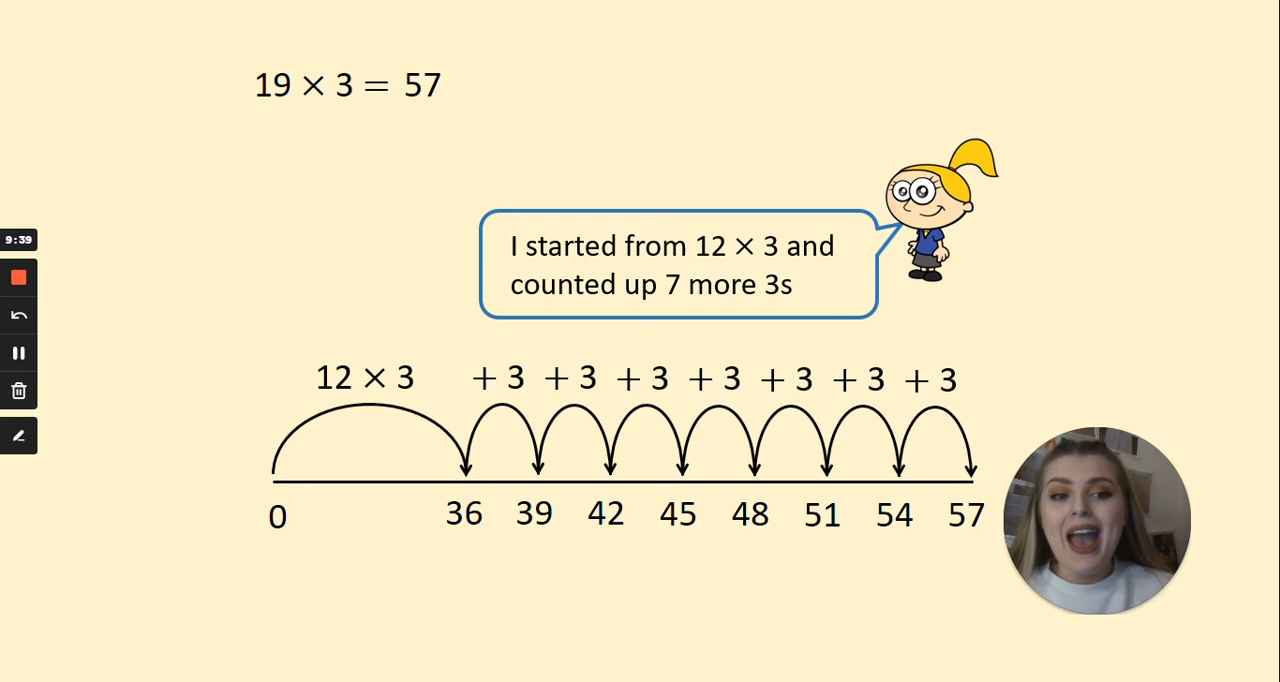 19 × 3 = 57
9:39
I started from 12 × 3 and
counted up 7 more 3s
12 × 3 + 3 + 3 + 3 + 3 + 3 + 3 + 3
0 36 39 42 45 48 51 54 57